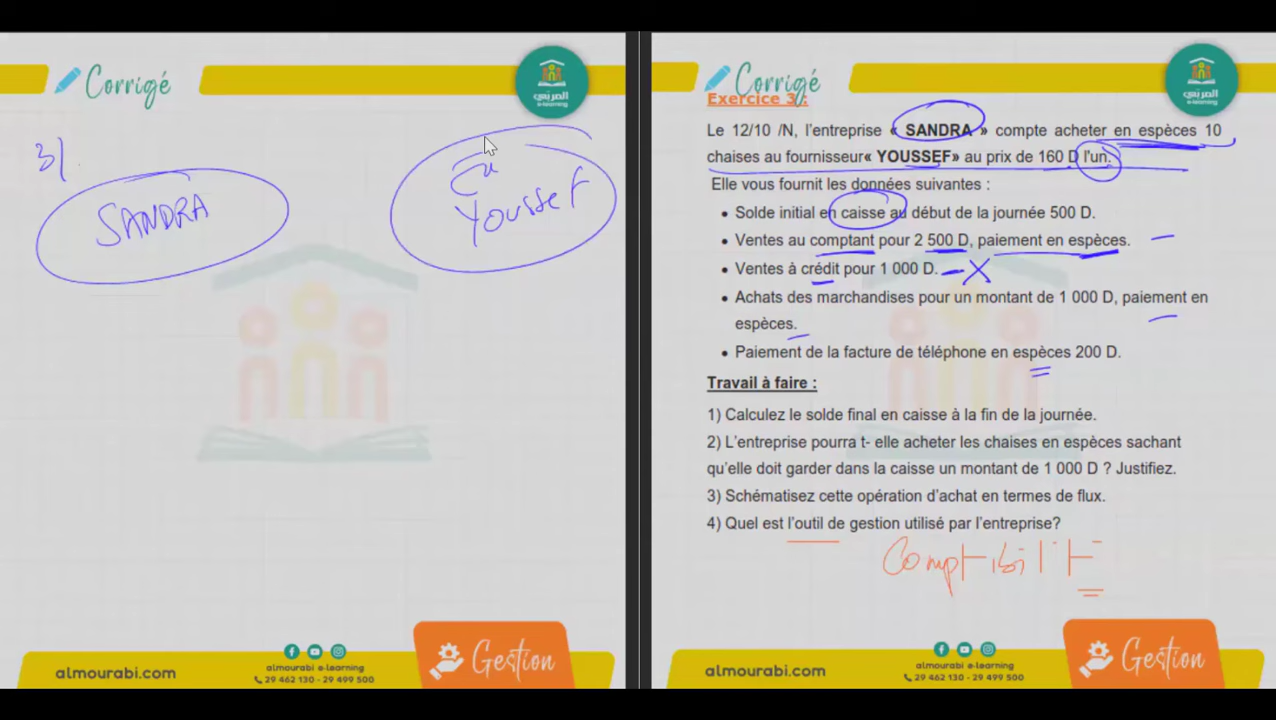 Corrigé
المربّي
e-learning
3/
SANDRA
Youssef
almourabi.com
almourabi e-learning
29 462 130 - 29 499 500
Gestion
Corrigé
المربّي
e-learning
Exercice 3 :
Le 12/10 /N, l'entreprise « SANDRA » compte acheter en espèces 10
chaises au fournisseur« YOUSSEF» au prix de 160 D l'un.
Elle vous fournit les données suivantes :
• Solde initial en caisse au début de la journée 500 D.
• Ventes au comptant pour 2 500 D, paiement en espèces.
• Ventes à crédit pour 1 000 D.
• Achats des marchandises pour un montant de 1 000 D, paiement en
espèces.
• Paiement de la facture de téléphone en espèces 200 D.
Travail à faire :
1) Calculez le solde final en caisse à la fin de la journée.
2) L'entreprise pourra t- elle acheter les chaises en espèces sachant
qu'elle doit garder dans la caisse un montant de 1 000 D ? Justifiez.
3) Schématisez cette opération d'achat en termes de flux.
4) Quel est l'outil de gestion utilisé par l'entreprise?
almourabi.com
almourabi e-learning
29 462 130 - 29 499 500
Gestion